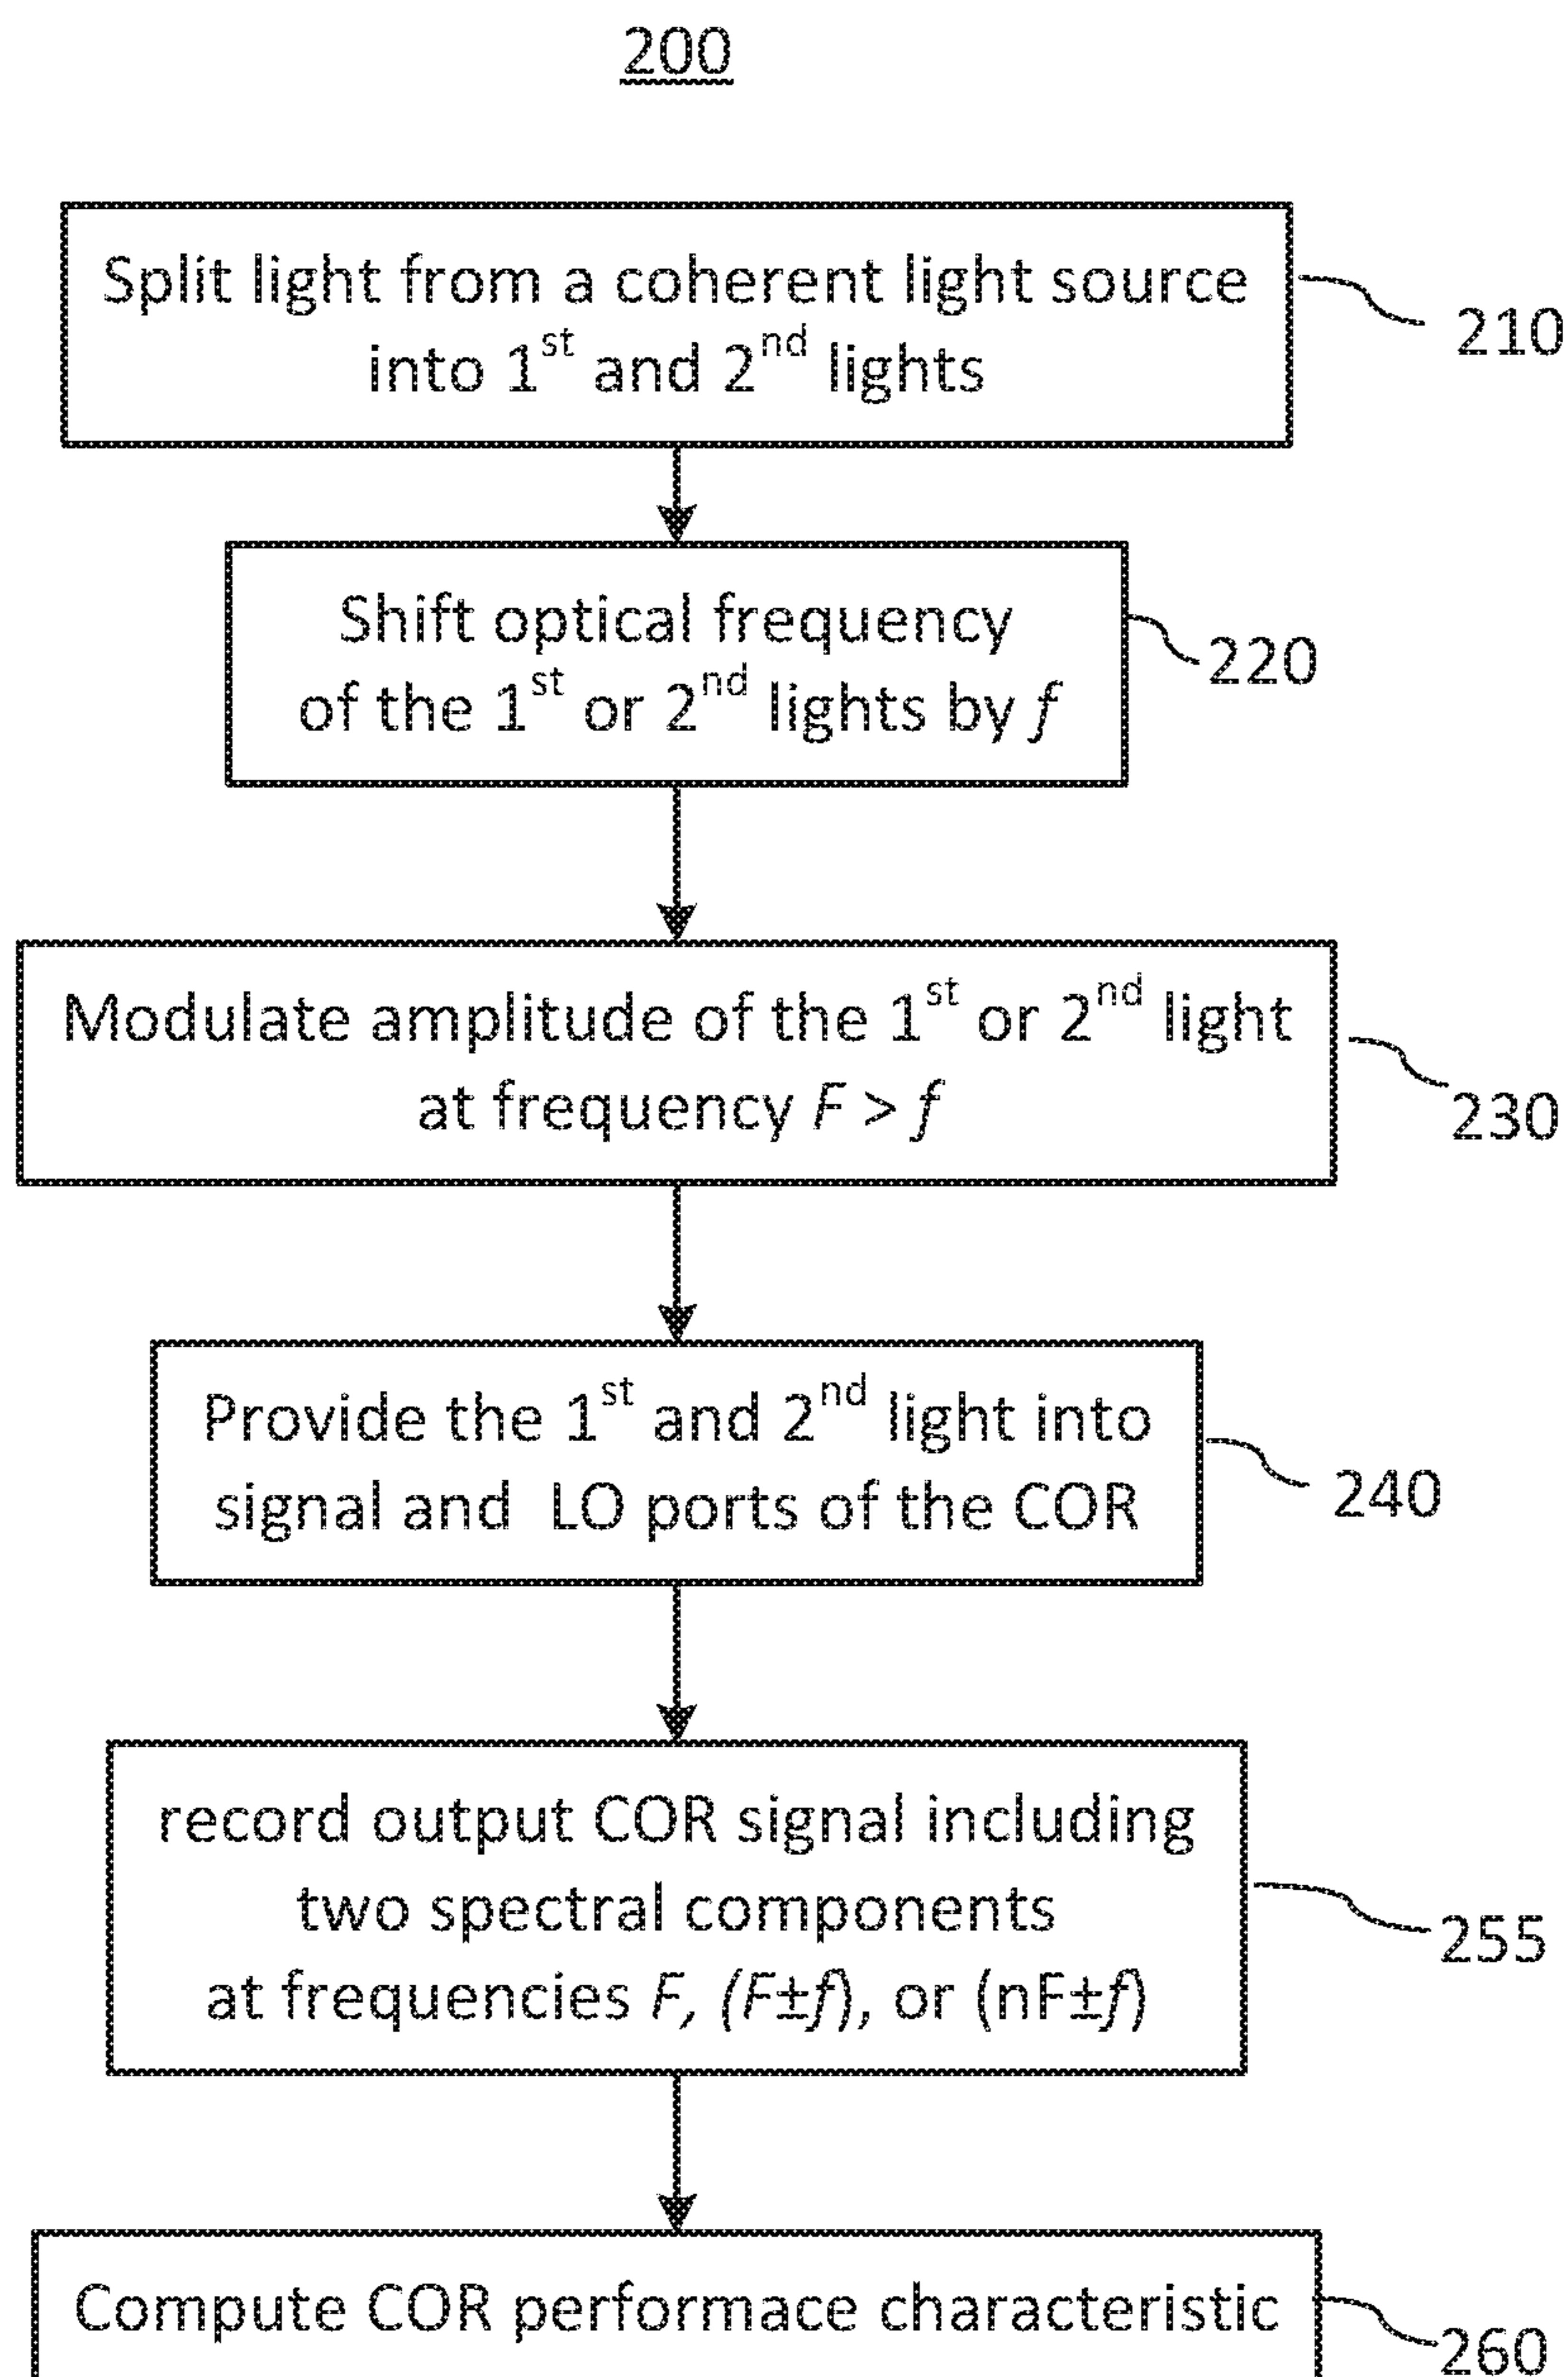 200
Split light from a coherent light source
into 1st and 2nd lights
210
Shift optical frequency
of the 1st or 2nd lights by f
220
Modulate amplitude of the 1st or 2nd light
at frequency F > f
230
Provide the 1st and 2nd light into
signal and LO ports of the COR
240
record output COR signal including
two spectral components
at frequencies F, (F±f), or (nF±f)
255
Compute COR performace characteristic
260